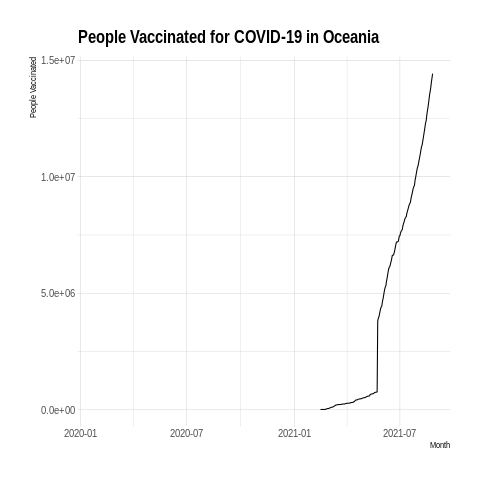 People Vaccinated for COVID-19 in Oceania
People Vaccinated
1.5e+07
1.0e+07
5.0e+06
0.0e+00
2020-01
2020-07
2021-01
2021-07
Month